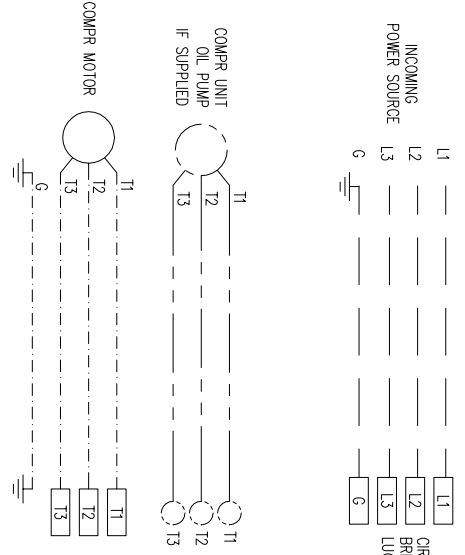 INCOMING
POWER SOURCE
L1
L2
L3
G
L1
L2
L3
G
CIR
BR
LUG
COMPR UNIT
OIL PUMP
IF SUPPLIED
T1
T2
T3
T1
T2
T3
COMPR MOTOR
T1
T2
T3
G
T1
T2
T3